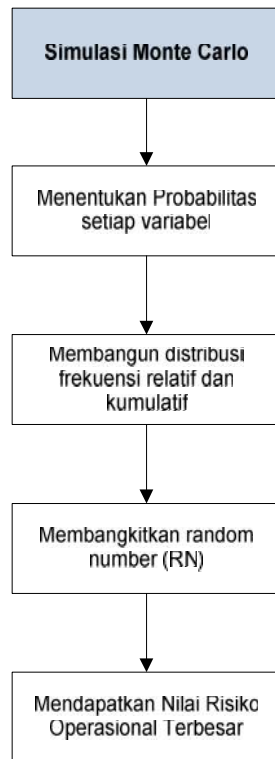 Simulasi Monte Carlo
Menentukan Probabilitas
setiap variabel
Membangun distribusi
frekuensi relatif dan
kumulatif
Membangkitkan random
number (RN)
Mendapatkan Nilai Risiko
Operasional Terbesar